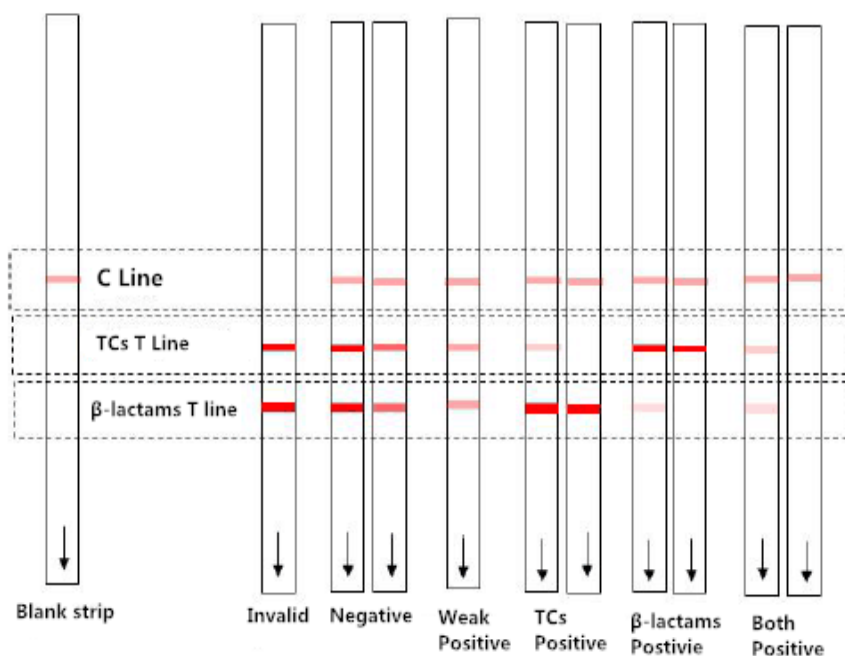 C Line
TCs T Line
β-lactams T line
Blank strip
Invalid
Negative
Weak
Positive
TCs
Positive
β-lactams
Postivie
Both
Positive